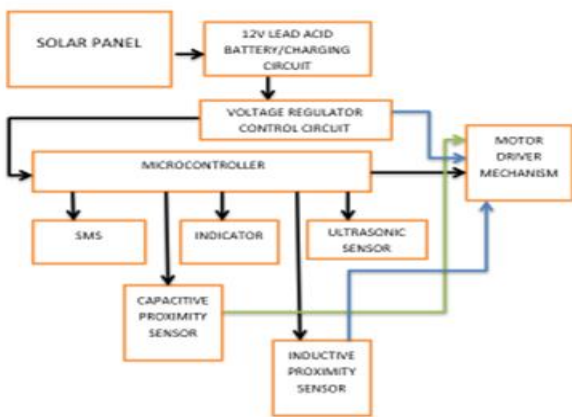 SOLAR PANEL
12V LEAD ACID
BATTERY/CHARGING
CIRCUIT
VOLTAGE REGULATOR
CONTROL CIRCUIT
MOTOR
DRIVER
MECHANISM
MICROCONTROLLER
SMS
INDICATOR
ULTRASONIC
SENSOR
CAPACITIVE
PROXIMITY
SENSOR
INDUCTIVE
PROXIMITY
SENSOR